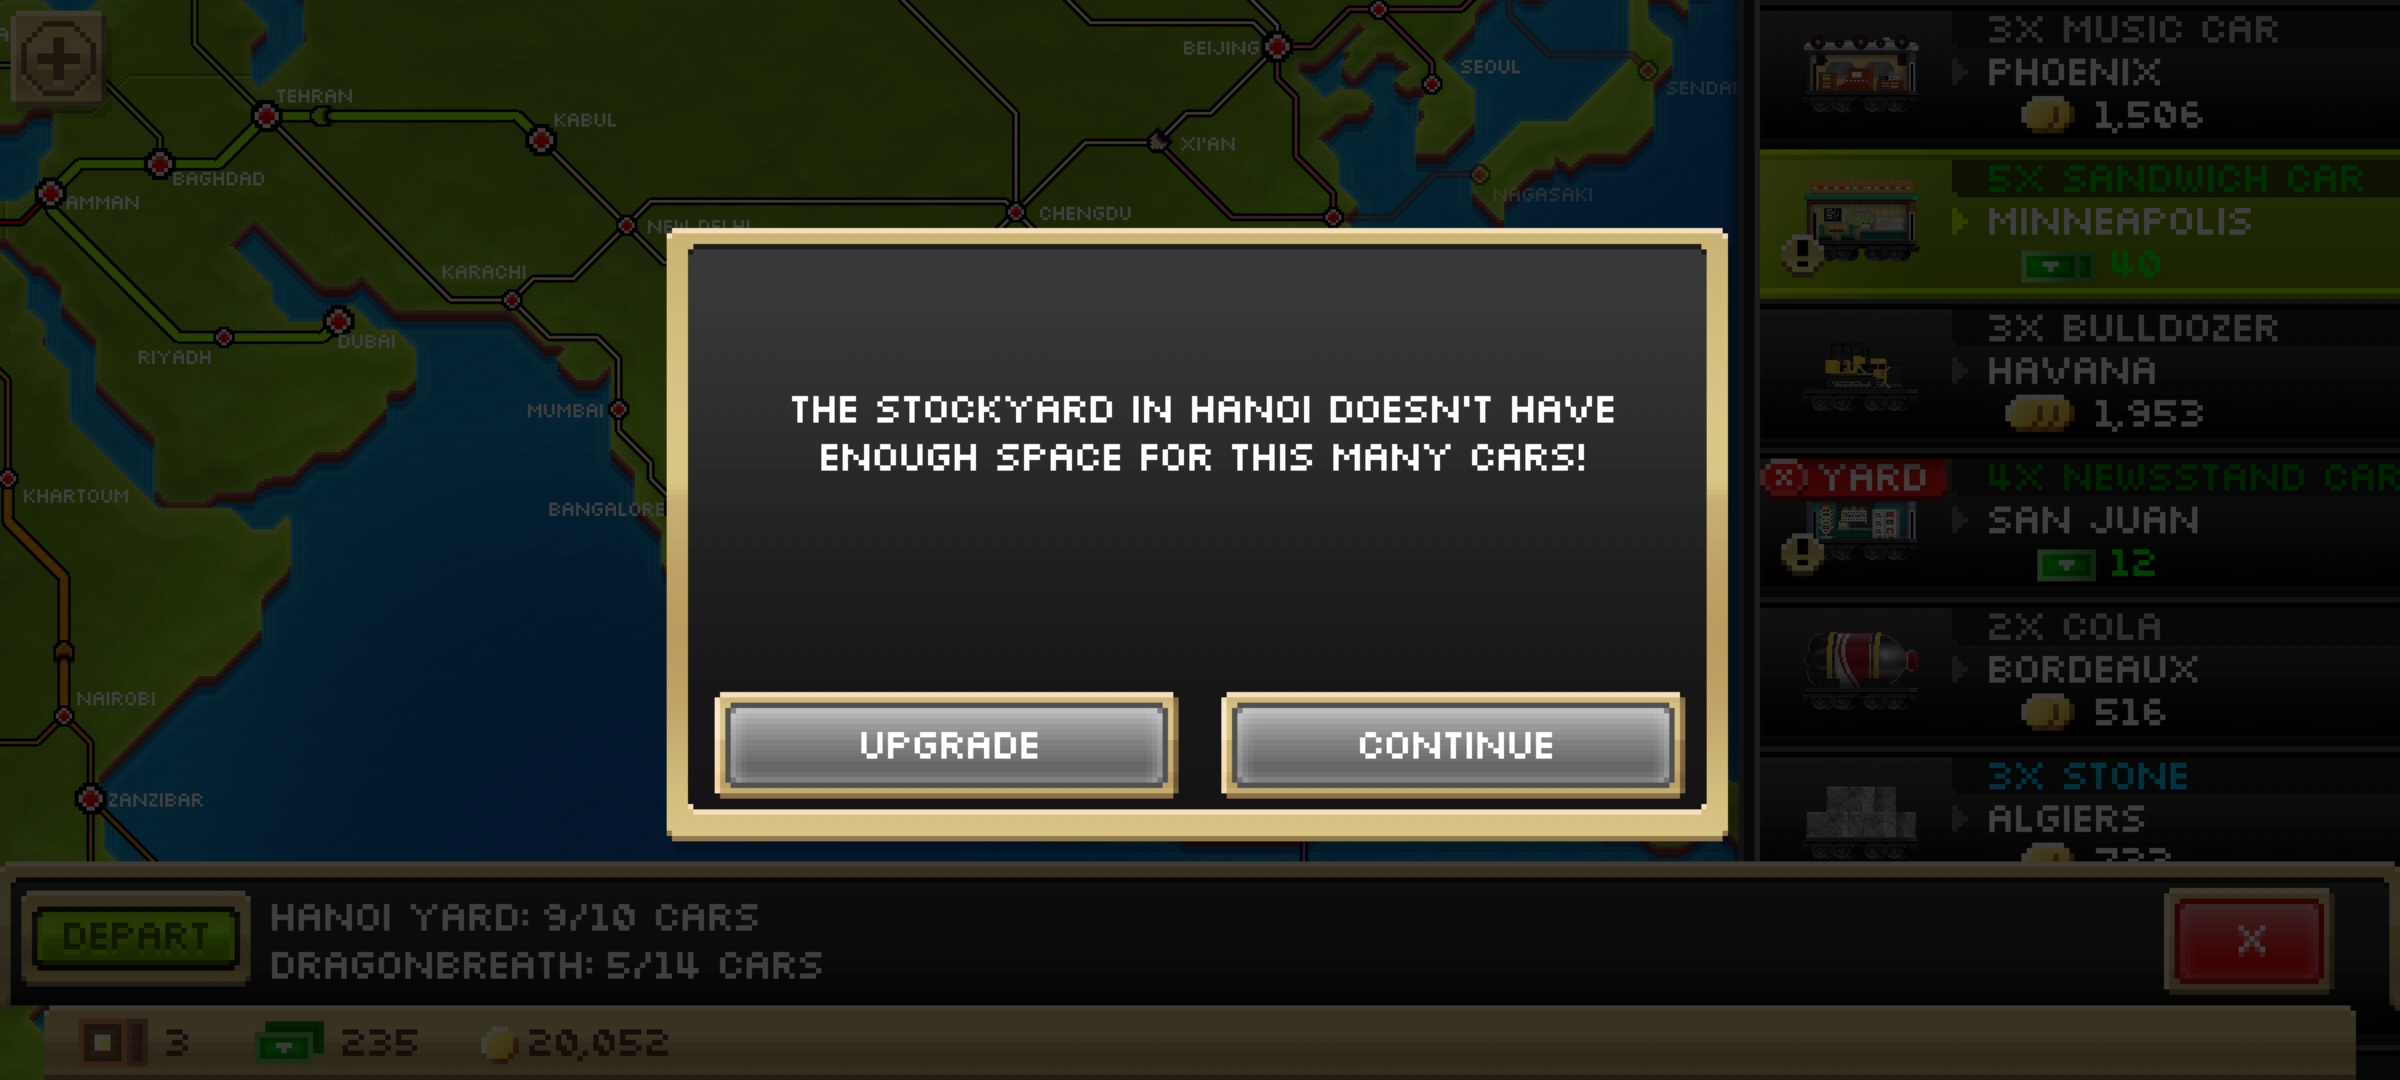 BEIJING
SEOUL
SENDAI
TEHRAN
KABUL
XI'AN
BAGHDAD
AMMAN
NAGASAKI
CHENGDU
NEW DELHI
KARACHI
DUBAI
RIYADH
MUMBAI
KHARTOUM
BANGALORE
NAIROBI
ZANZIBAR
3X MUSIC CAR
PHOENIX
1,506
5X SANDWICH CAR
MINNEAPOLIS
40
3X BULLDOZER
HAVANA
1,953
X YARD
4X NEWSSTAND CAR
SAN JUAN
12
2X COLA
BORDEAUX
516
3X STONE
ALGIERS
THE STOCKYARD IN HANOI DOESN'T HAVE
ENOUGH SPACE FOR THIS MANY CARS!
UPGRADE
CONTINUE
DEPART
HANOI YARD: 9/10 CARS
DRAGONBREATH: 5/14 CARS
X
3
235
20,052